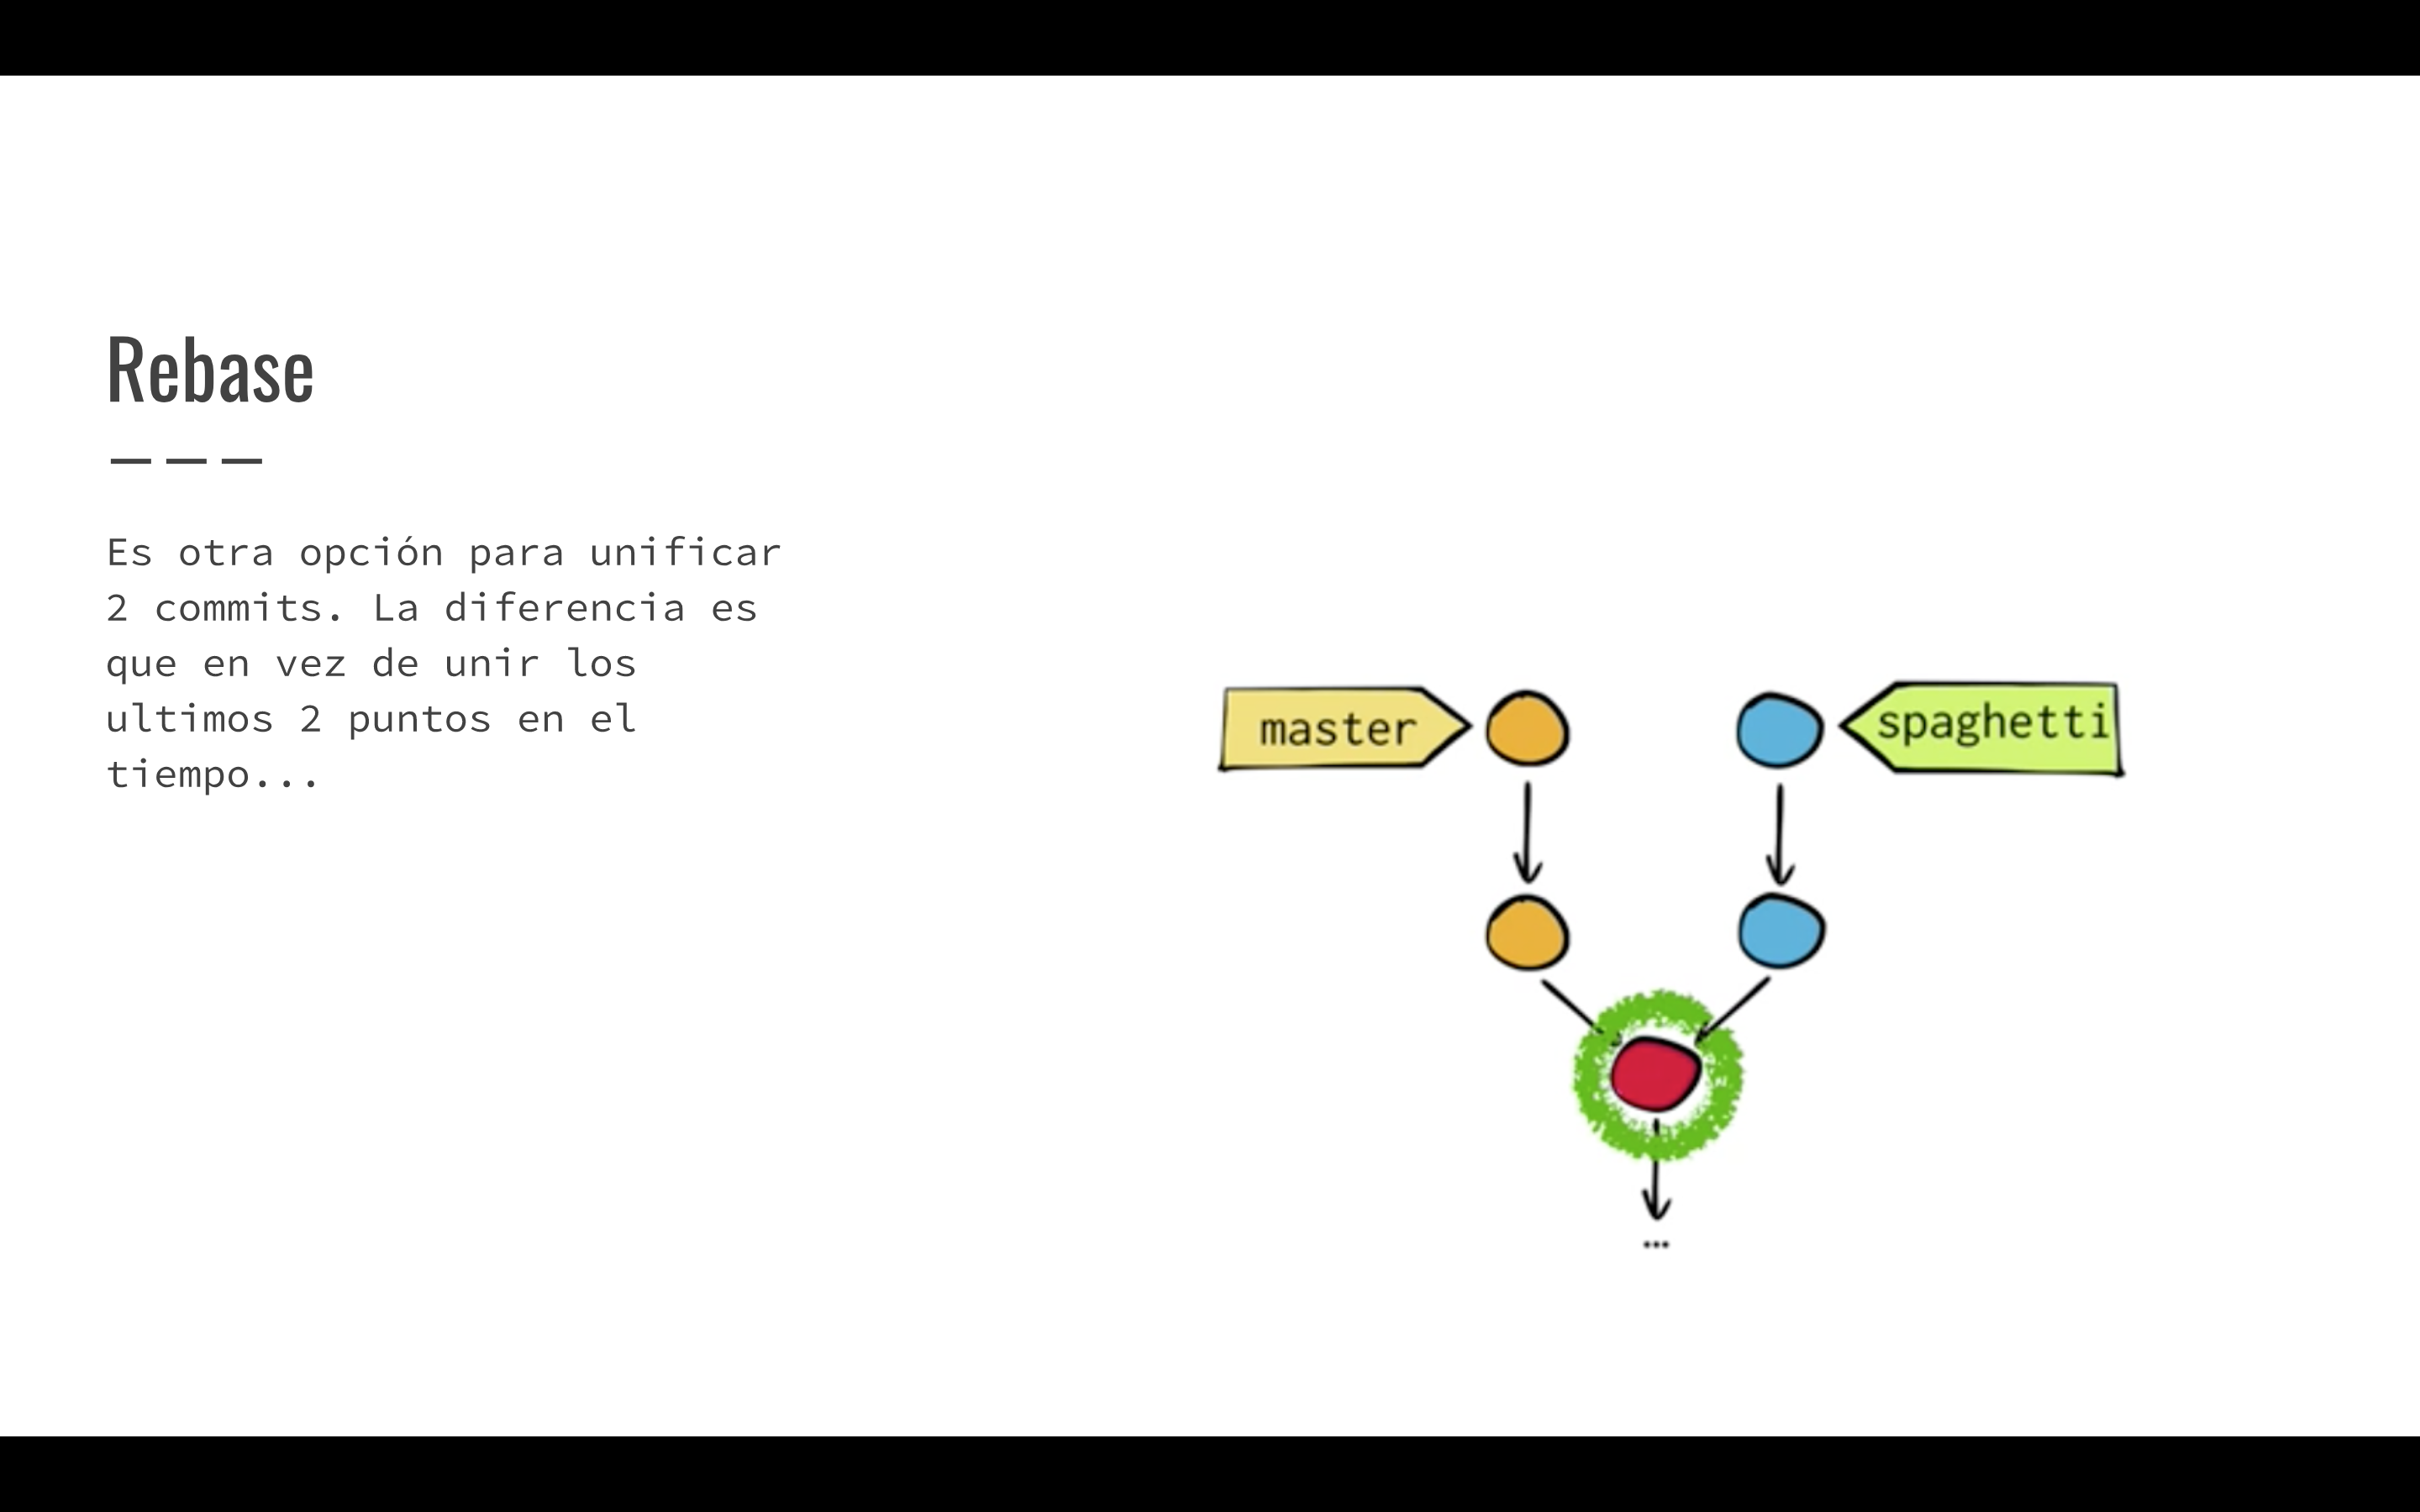 Rebase
Es otra opción para unificar
2 commits. La diferencia es
que en vez de unir los
ultimos 2 puntos en el
tiempo...
master
spaghetti
...